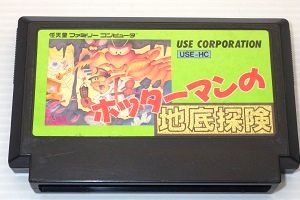 任天堂 ファミリー コンピュータ
USE CORPORATION
USE-HC
ホッターマンの
地底探険